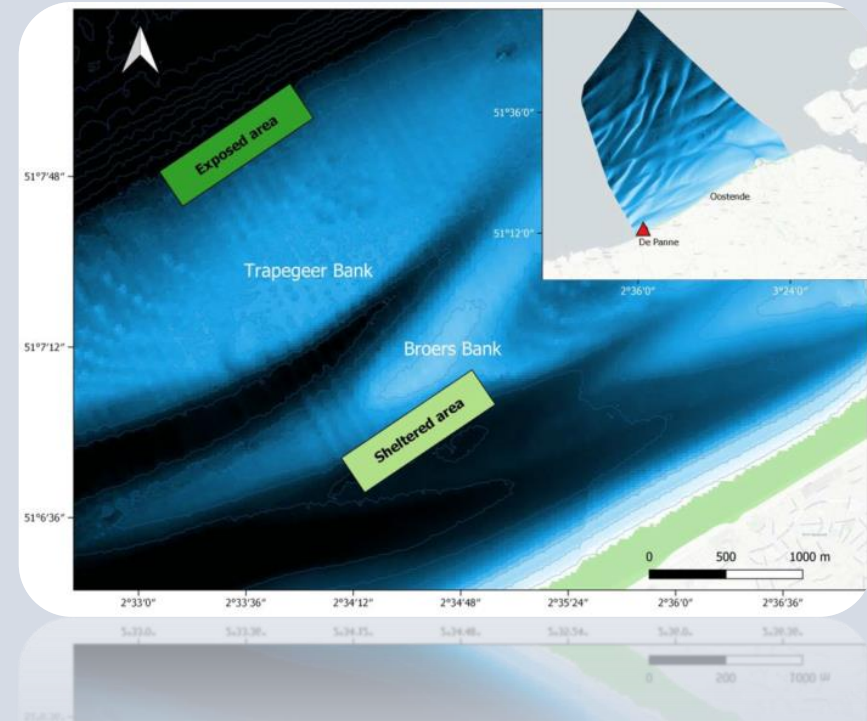 Exposed area
51°36'0"
51°7'48"
Oostende
51°12'0"
De Panne
Trapegeer Bank
2°36'0"
3°24'0"
51°7'12"
Broers Bank
Sheltered area
51°6'36"
0 500 1000 m
2°33'0" 2°33'36" 2°34'12" 2°34'48" 2°35'24" 2°36'0" 2°36'36"